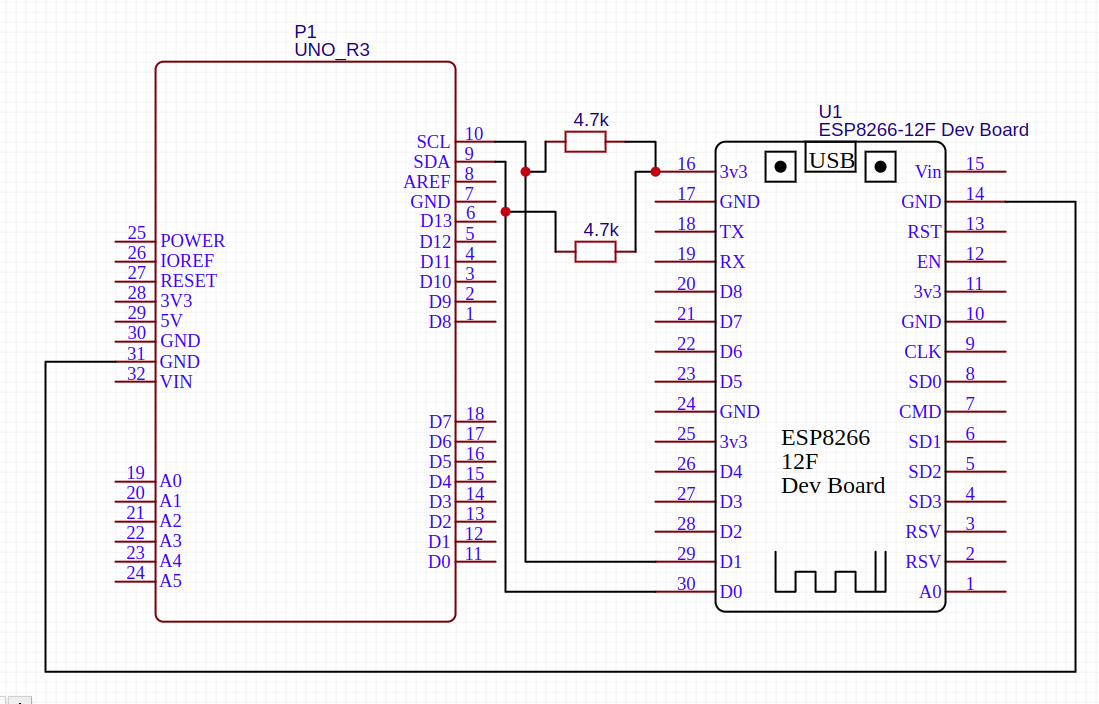 P1
UNO_R3
SCL 10
SDA 9
AREF 8
GND 7
D13 6
D12 5
D11 4
D10 3
D9 2
D8 1
25 POWER
26 IOREF
27 RESET
28 3V3
29 5V
30 GND
31 GND
32 VIN
D7 18
D6 17
D5 16
D4 15
D3 14
D2 13
D1 12
D0 11
19 A0
20 A1
21 A2
22 A3
23 A4
24 A5
4.7k
4.7k
U1
ESP8266-12F Dev Board
USB
16 3v3
17 GND
18 TX
19 RX
20 D8
21 D7
22 D6
23 D5
24 GND
25 3v3
26 D4
27 D3
28 D2
29 D1
30 D0
ESP8266
12F
Dev Board
Vin 15
GND 14
RST 13
EN 12
3v3 11
GND 10
CLK 9
SD0 8
CMD 7
SD1 6
SD2 5
SD3 4
RSV 3
RSV 2
A0 1